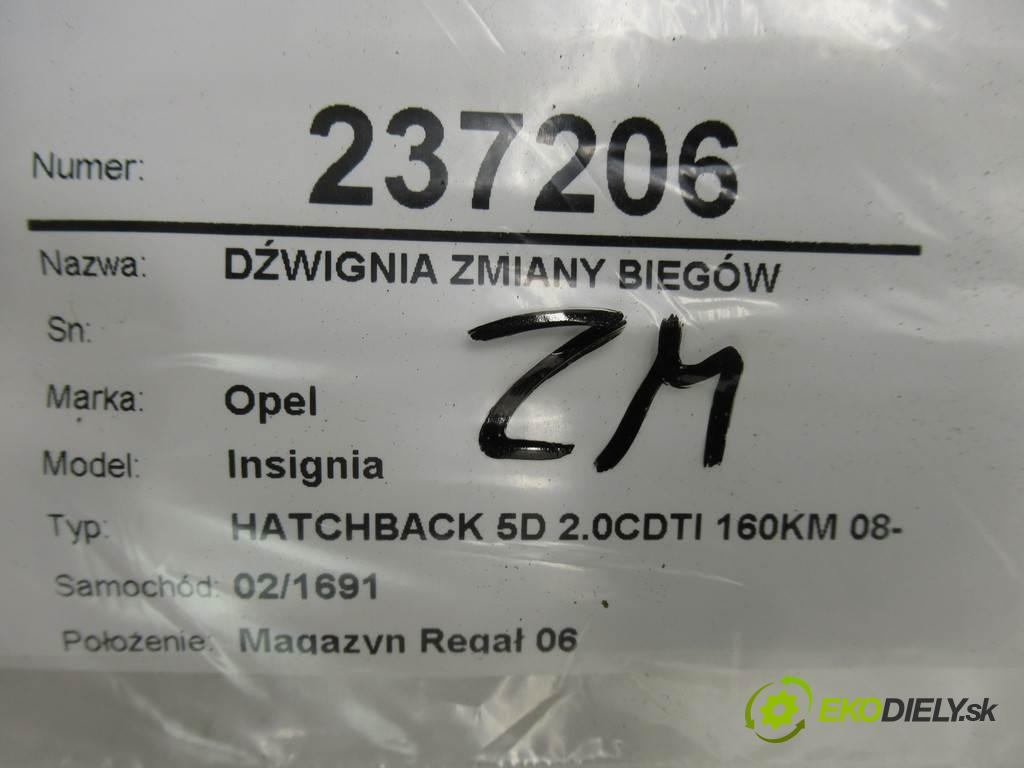 Numer: 237206
Nazwa: DŹWIGNIA ZMIANY BIEGÓW
Sn:
ZM
Marka: Opel
Model: Insignia
Typ: HATCHBACK 5D 2.0CDTI 160KM 08-
Samochód: 02/1691
Położenie: Magazyn Regał 06
EKODIELY.sk